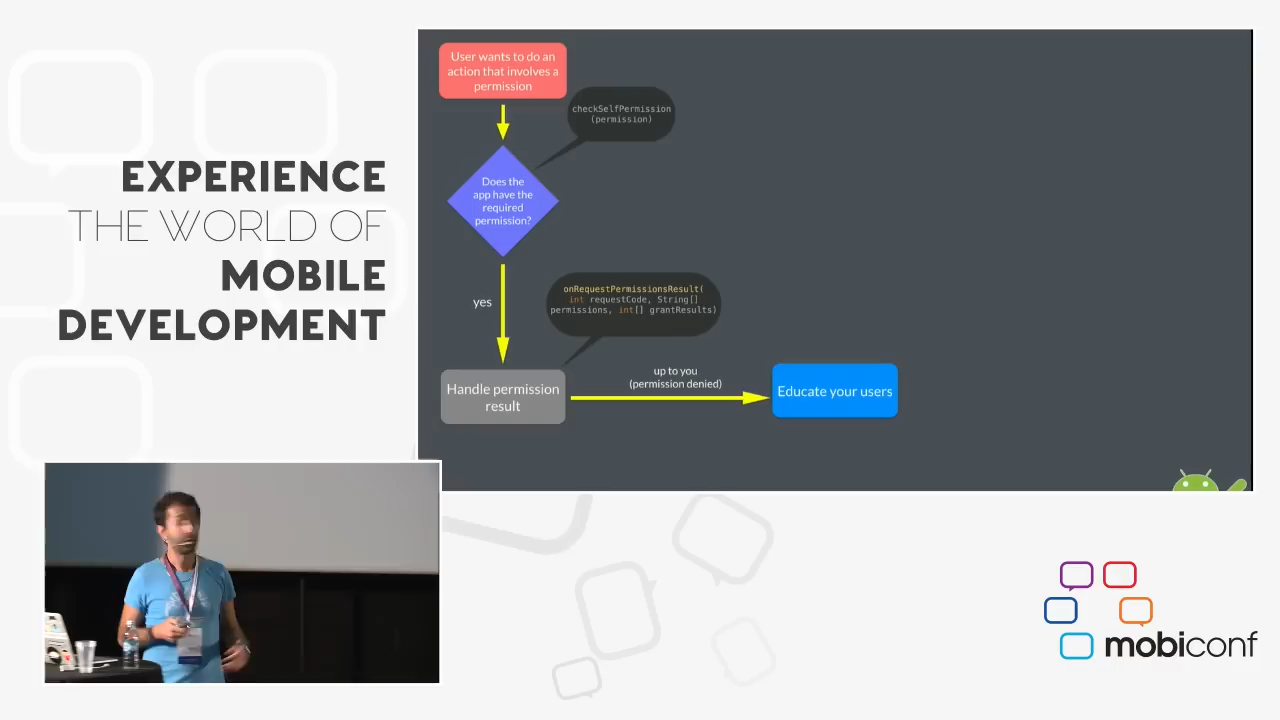 EXPERIENCE
THE WORLD OF
MOBILE
DEVELOPMENT
User wants to do an
action that involves a
permission
checkSelfPermission
(permission)
Does the
app have the
required
permission?
yes
onRequestPermissionsResult(
int requestCode, String[]
permissions, int[] grantResults)
Handle permission
result
up to you
(permission denied)
Educate your users
mobiconf